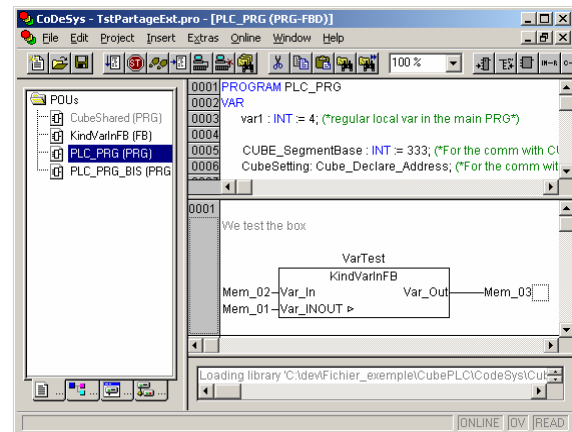 CoDeSys - TstPartageExt.pro - [PLC_PRG (PRG-FBD)]
File Edit Project Insert Extras Online Window Help
100 %
POUs
CubeShared (PRG)
KindVarInFB (FB)
PLC_PRG (PRG)
PLC_PRG_BIS (PRG
0001 PROGRAM PLC_PRG
0002 VAR
0003 var1 : INT := 4; (*regular local var in the main PRG*)
0004
0005 CUBE_SegmentBase : INT := 333; (*For the comm with CU
0006 CubeSetting: Cube_Declare_Address; (*For the comm wit
0001
We test the box
VarTest
KindVarInFB
Mem_02 Var_In Var_Out Mem_03
Mem_01 Var_INOUT ▷
Loading library 'C:\dev\Fichier_exemple\CubePLC\CodeSys\Cub
... ... ... ...
ONLINE OV READ